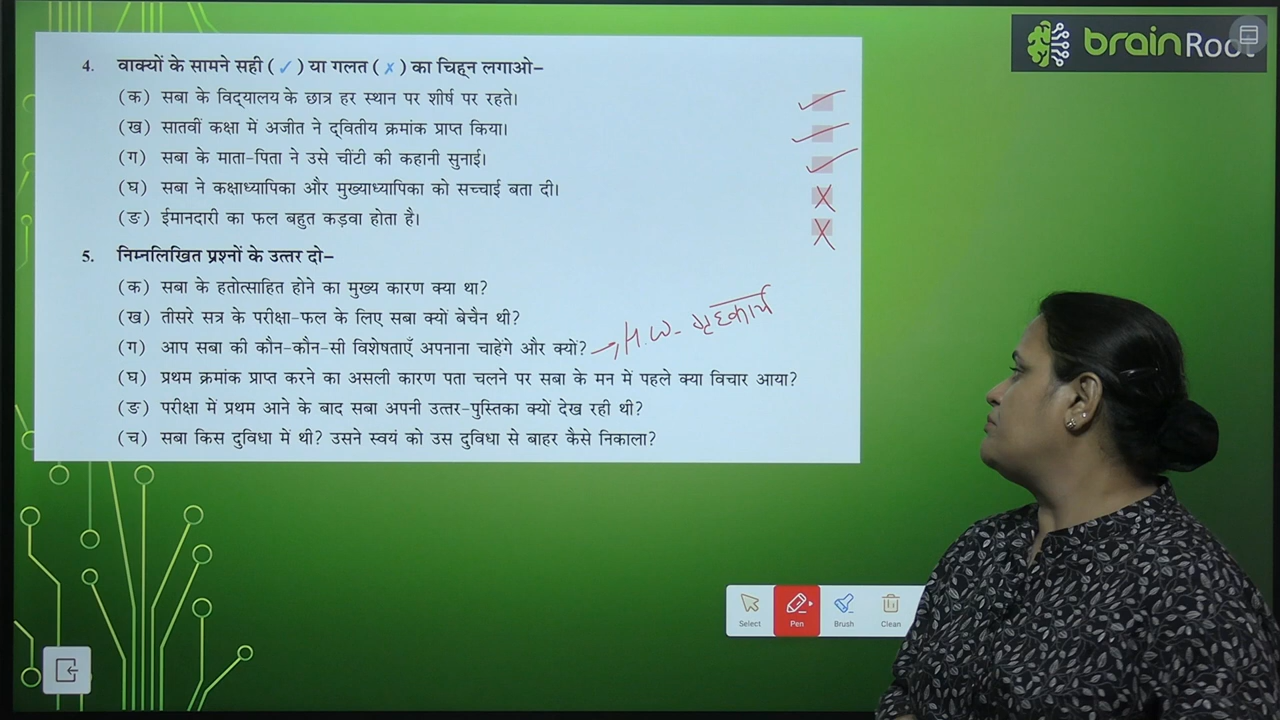 brainRoot
4. वाक्यों के सामने सही (✓) या गलत (✗) का चिह्न लगाओ–
(क) सबा के विद्यालय के छात्र हर स्थान पर शीर्ष पर रहते। ✓
(ख) सातवीं कक्षा में अजीत ने द्वितीय क्रमांक प्राप्त किया। ✓
(ग) सबा के माता-पिता ने उसे चींटी की कहानी सुनाई। ✓
(घ) सबा ने कक्षाध्यापिका और मुख्याध्यापिका को सच्चाई बता दी। ✗
(ङ) ईमानदारी का फल बहुत कड़वा होता है। ✗
5. निम्नलिखित प्रश्नों के उत्तर दो–
(क) सबा के हतोत्साहित होने का मुख्य कारण क्या था?
(ख) तीसरे सत्र के परीक्षा-फल के लिए सबा क्यों बेचैन थी?
(ग) आप सबा की कौन-कौन-सी विशेषताएँ अपनाना चाहेंगे और क्यों? → H.W- गृहकार्य
(घ) प्रथम क्रमांक प्राप्त करने का असली कारण पता चलने पर सबा के मन में पहले क्या विचार आया?
(ङ) परीक्षा में प्रथम आने के बाद सबा अपनी उत्तर-पुस्तिका क्यों देख रही थी?
(च) सबा किस दुविधा में थी? उसने स्वयं को उस दुविधा से बाहर कैसे निकाला?
Select Pen Brush Clean